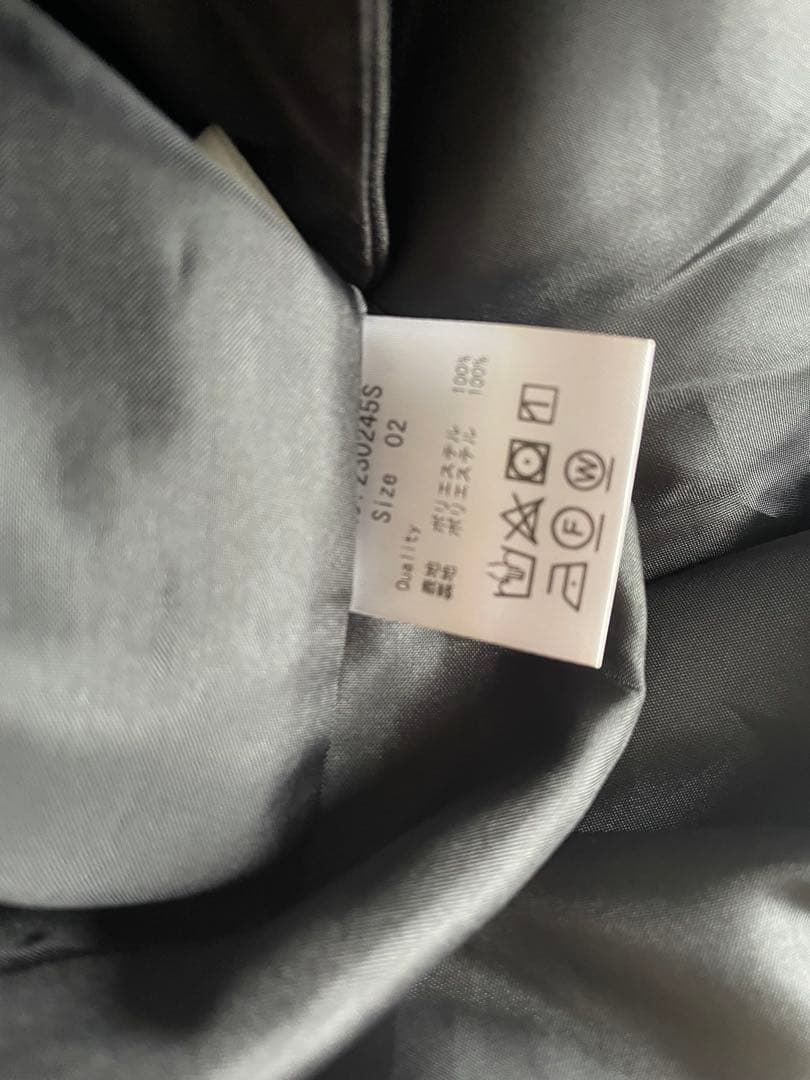 230245S
Size 02
Quality
表地 ポリエステル 100%
裏地 ポリエステル 100%
F W